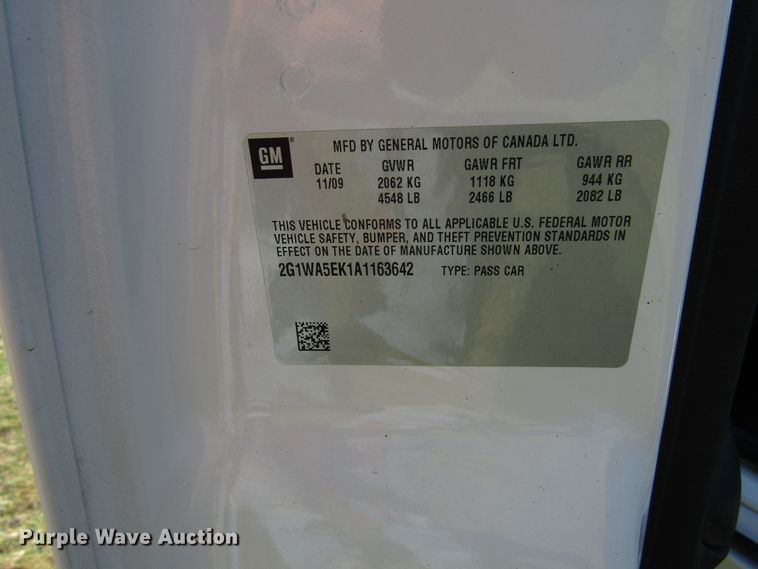 GM
MFD BY GENERAL MOTORS OF CANADA LTD.
DATE GVWR GAWR FRT GAWR RR
11/09 2062 KG 1118 KG 944 KG
4548 LB 2466 LB 2082 LB
THIS VEHICLE CONFORMS TO ALL APPLICABLE U.S. FEDERAL MOTOR
VEHICLE SAFETY, BUMPER, AND THEFT PREVENTION STANDARDS IN
EFFECT ON THE DATE OF MANUFACTURE SHOWN ABOVE.
2G1WA5EK1A1163642 TYPE: PASS CAR
Purple Wave Auction